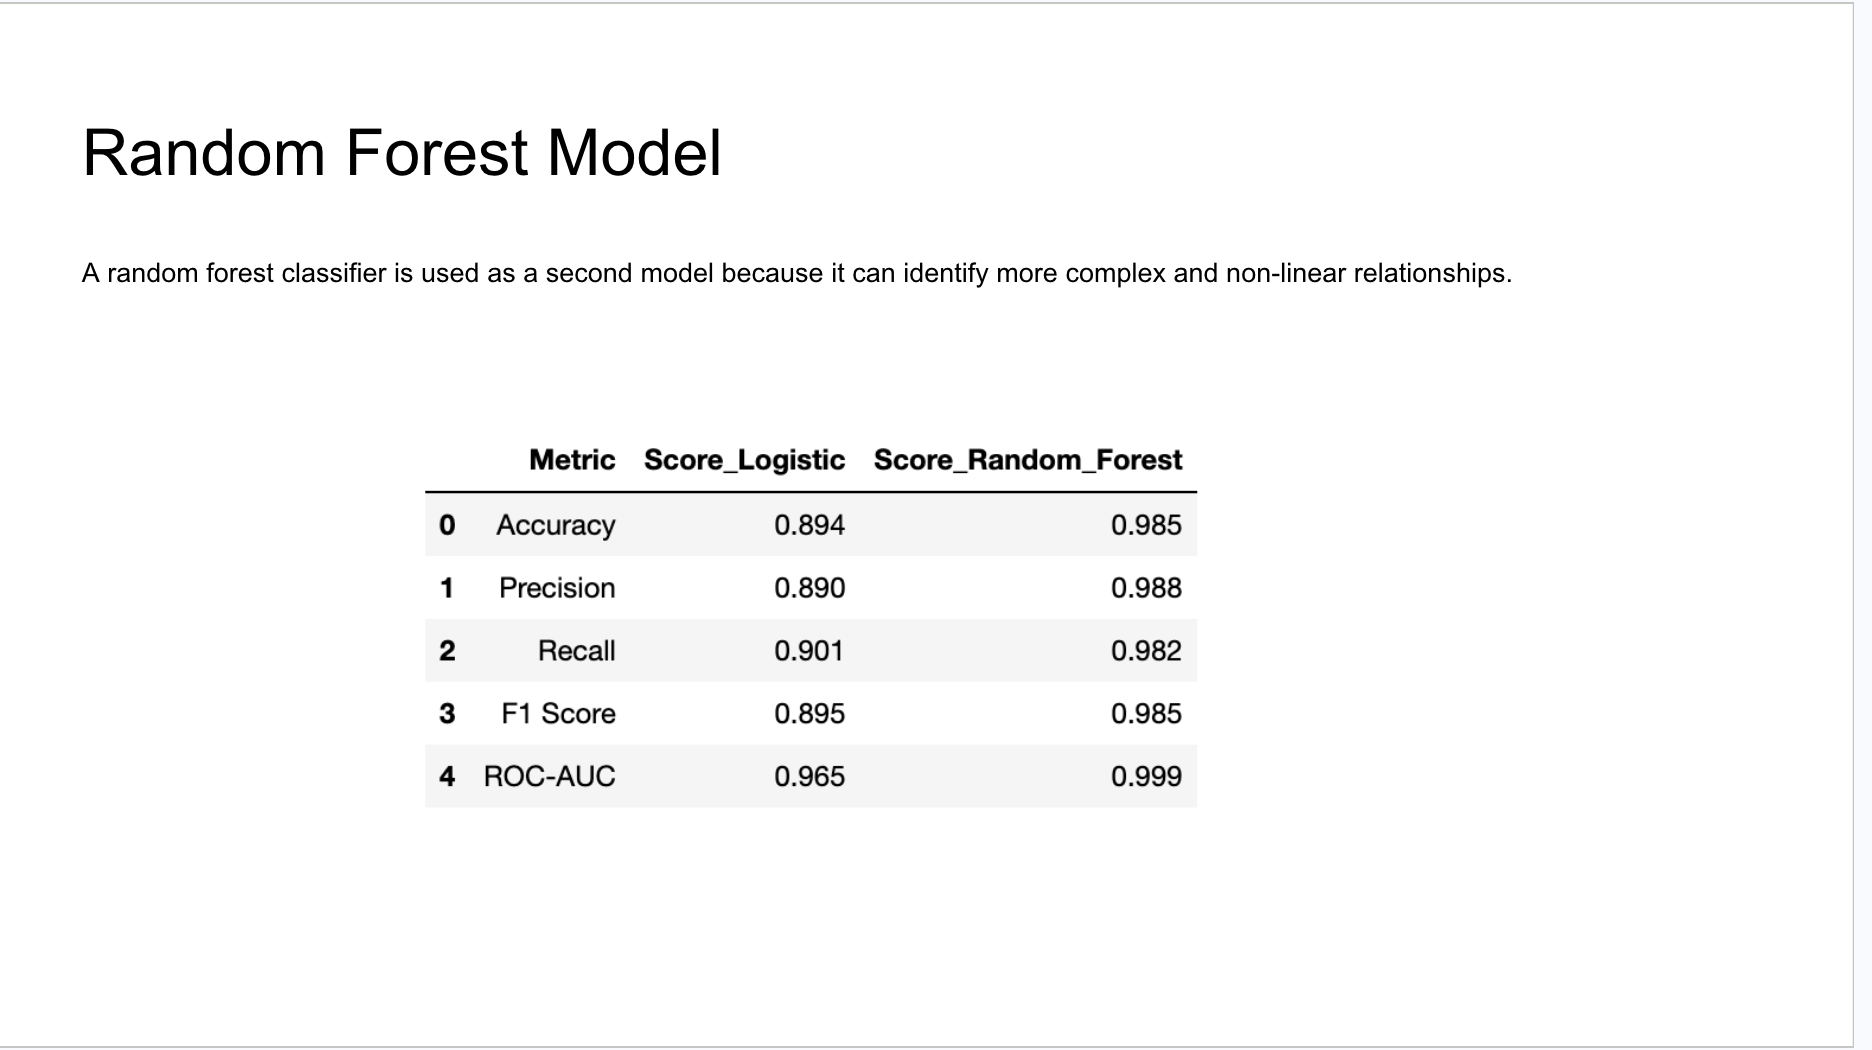 Random Forest Model
A random forest classifier is used as a second model because it can identify more complex and non-linear relationships.
Metric Score_Logistic Score_Random_Forest
0 Accuracy 0.894 0.985
1 Precision 0.890 0.988
2 Recall 0.901 0.982
3 F1 Score 0.895 0.985
4 ROC-AUC 0.965 0.999